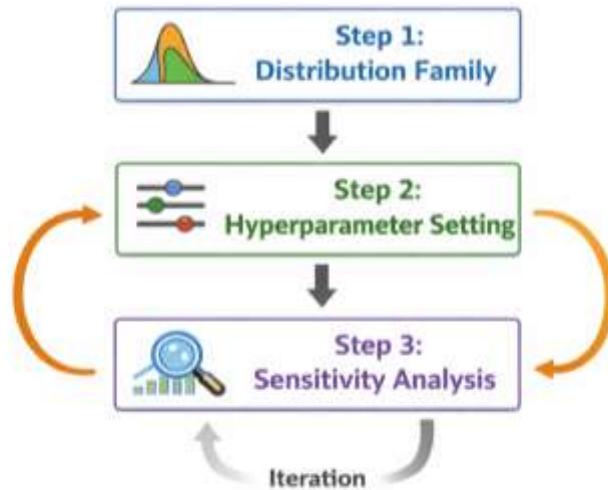 Step 1:
Distribution Family
Step 2:
Hyperparameter Setting
Step 3:
Sensitivity Analysis
Iteration